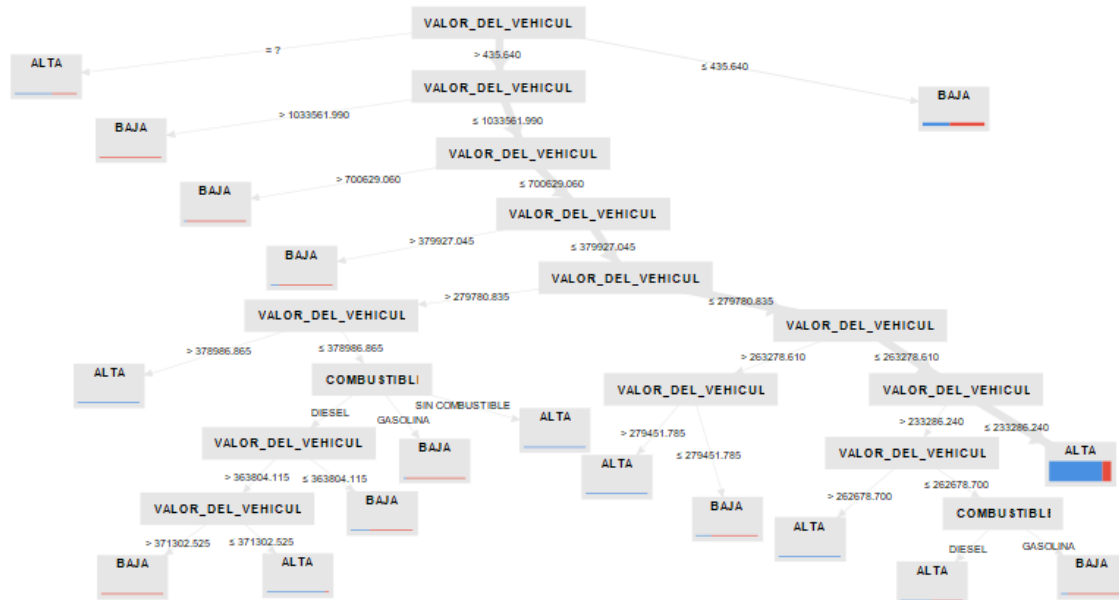 VALOR_DEL_VEHICUL
= ?
> 435.640
≤ 435.640
ALTA
VALOR_DEL_VEHICUL
BAJA
> 1033561.990
≤ 1033561.990
BAJA
VALOR_DEL_VEHICUL
> 700629.060
≤ 700629.060
BAJA
VALOR_DEL_VEHICUL
> 379927.045
≤ 379927.045
BAJA
VALOR_DEL_VEHICUL
> 279780.835
≤ 279780.835
VALOR_DEL_VEHICUL
VALOR_DEL_VEHICUL
> 378986.865
≤ 378986.865
> 263278.610
≤ 263278.610
ALTA
COMBUSTIBLI
VALOR_DEL_VEHICUL
VALOR_DEL_VEHICUL
DIESEL
GASOLINA
SIN COMBUSTIBLE
> 279451.785
≤ 279451.785
> 233286.240
≤ 233286.240
VALOR_DEL_VEHICUL
BAJA
ALTA
ALTA
VALOR_DEL_VEHICUL
ALTA
> 363804.115
≤ 363804.115
BAJA
> 262678.700
≤ 262678.700
VALOR_DEL_VEHICUL
BAJA
ALTA
COMBUSTIBLE
> 371302.525
≤ 371302.525
DIESEL
GASOLINA
BAJA
ALTA
ALTA
BAJA